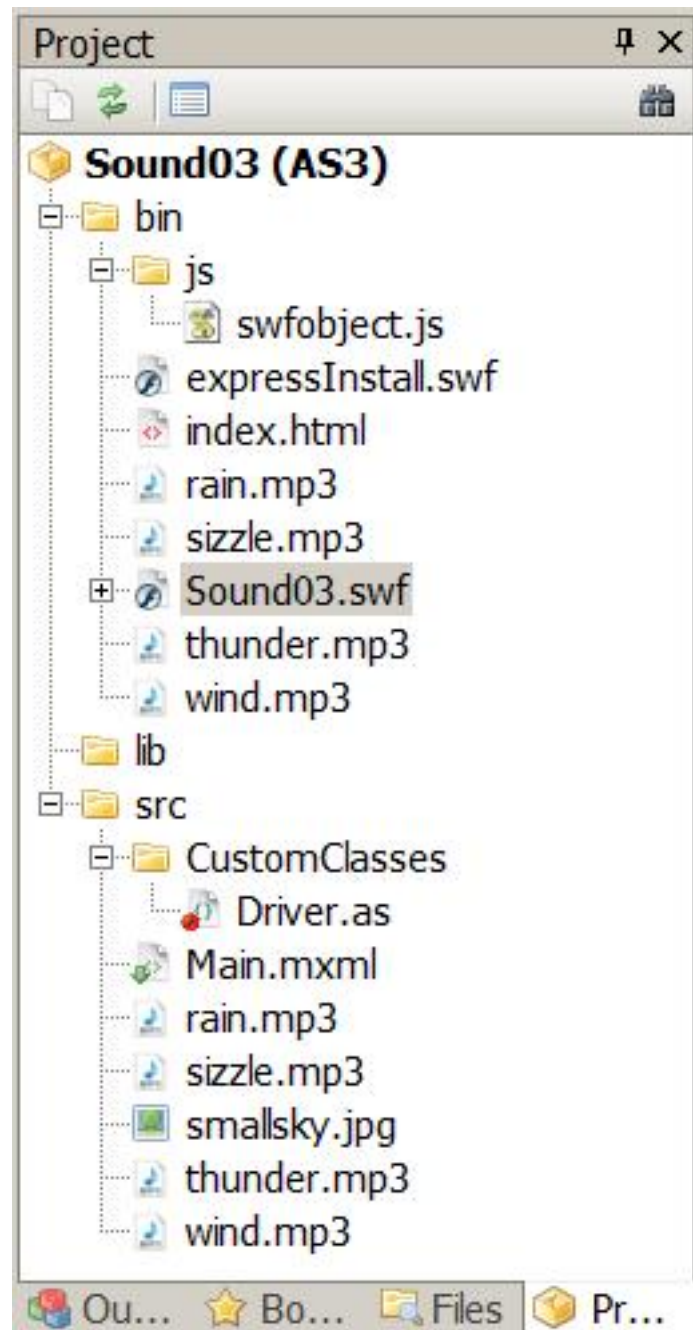 Project
Sound03 (AS3)
bin
js
swfobject.js
expressInstall.swf
index.html
rain.mp3
sizzle.mp3
Sound03.swf
thunder.mp3
wind.mp3
lib
src
CustomClasses
Driver.as
Main.mxml
rain.mp3
sizzle.mp3
smallsky.jpg
thunder.mp3
wind.mp3
Ou... Bo... Files Pr...